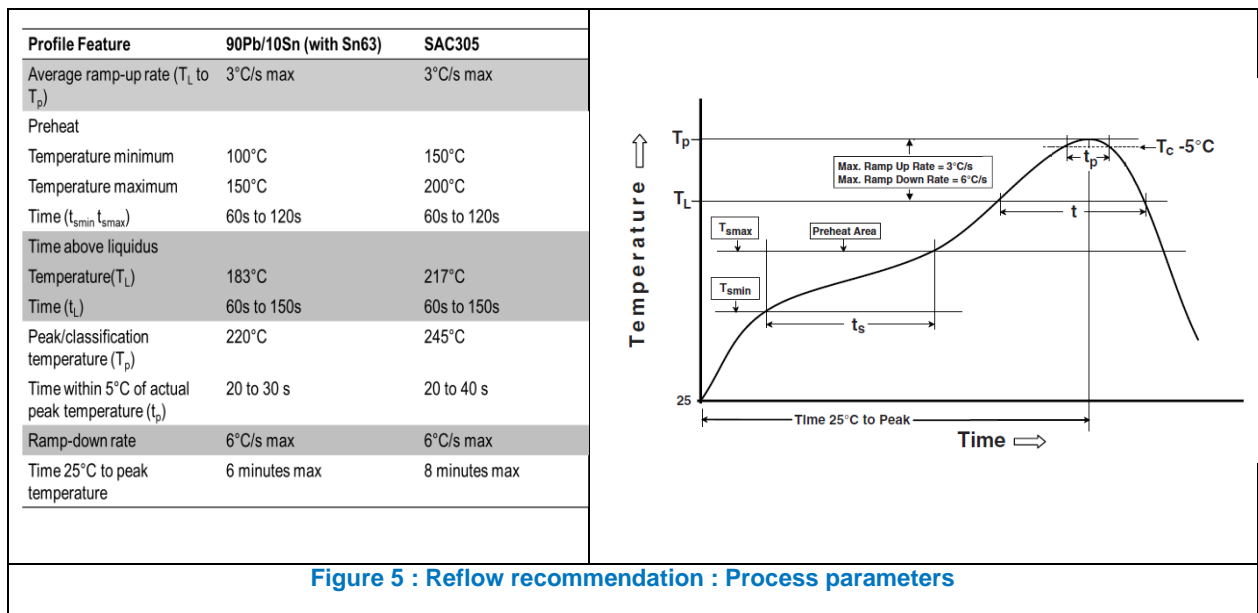 Profile Feature 90Pb/10Sn (with Sn63) SAC305
Average ramp-up rate (TL to 3°C/s max 3°C/s max
Tp)
Preheat
Temperature minimum 100°C 150°C
Temperature maximum 150°C 200°C
Time (tsmin tsmax) 60s to 120s 60s to 120s
Time above liquidus
Temperature(TL) 183°C 217°C
Time (tL) 60s to 150s 60s to 150s
Peak/classification 220°C 245°C
temperature (Tp)
Time within 5°C of actual 20 to 30 s 20 to 40 s
peak temperature (tp)
Ramp-down rate 6°C/s max 6°C/s max
Time 25°C to peak 6 minutes max 8 minutes max
temperature
Temperature
Tp
Tc -5°C
tp
Max. Ramp Up Rate = 3°C/s
Max. Ramp Down Rate = 6°C/s
TL
t
Tsmax
Preheat Area
Tsmin
ts
25
Time 25°C to Peak
Time
Figure 5 : Reflow recommendation : Process parameters